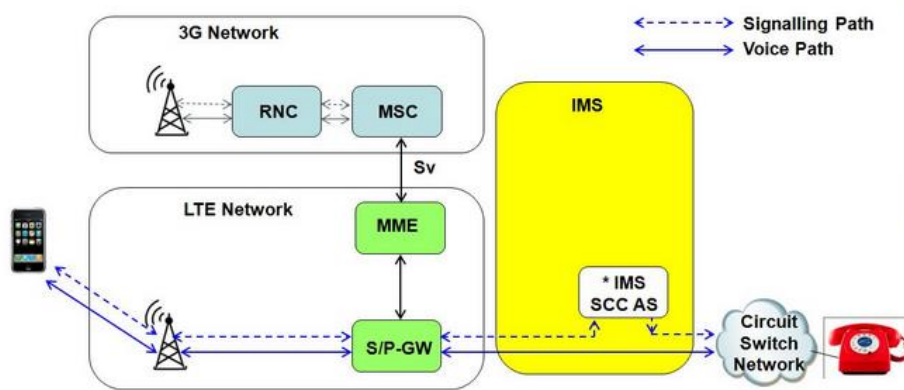 3G Network
Signalling Path
Voice Path
RNC
MSC
IMS
Sv
LTE Network
MME
* IMS
SCC AS
S/P-GW
Circuit
Switch
Network